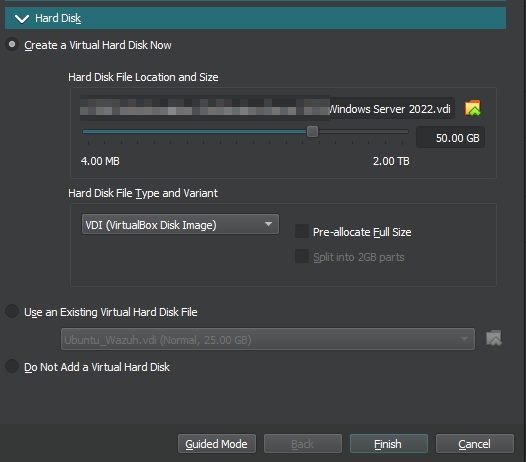 Hard Disk
Create a Virtual Hard Disk Now
Hard Disk File Location and Size
Windows Server 2022.vdi
50.00 GB
4.00 MB 2.00 TB
Hard Disk File Type and Variant
VDI (VirtualBox Disk Image)
Pre-allocate Full Size
Split into 2GB parts
Use an Existing Virtual Hard Disk File
Ubuntu_Wazuh.vdi (Normal, 25.00 GB)
Do Not Add a Virtual Hard Disk
Guided Mode Back Finish Cancel